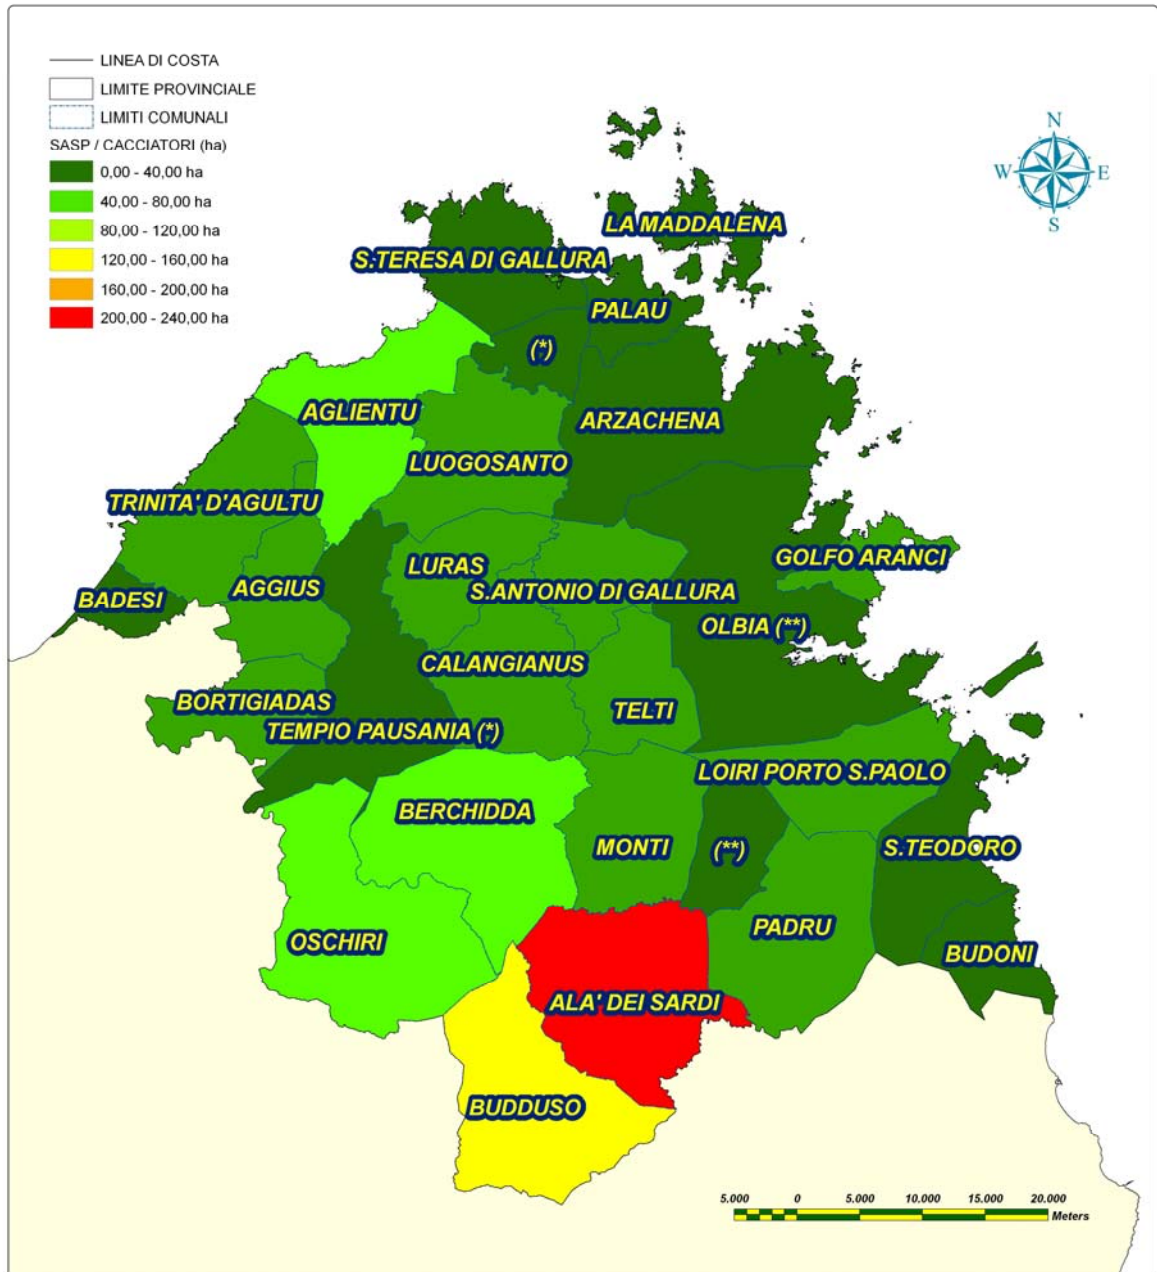 LINEA DI COSTA
LIMITE PROVINCIALE
LIMITI COMUNALI
SASP / CACCIATORI (ha)
0,00 - 40,00 ha
40,00 - 80,00 ha
80,00 - 120,00 ha
120,00 - 160,00 ha
160,00 - 200,00 ha
200,00 - 240,00 ha
N
W E
S
LA MADDALENA
S.TERESA DI GALLURA
PALAU
(*)
AGLIENTU
ARZACHENA
LUOGOSANTO
TRINITA' D'AGULTU
GOLFO ARANCI
LURAS
AGGIUS
S.ANTONIO DI GALLURA
BADESI
OLBIA (**)
CALANGIANUS
BORTIGIADAS
TELTI
TEMPIO PAUSANIA (*)
LOIRI PORTO S.PAOLO
BERCHIDDA
MONTI
(**)
S.TEODORO
PADRU
OSCHIRI
BUDONI
ALA' DEI SARDI
BUDDUSO
5.000 0 5.000 10.000 15.000 20.000
Meters